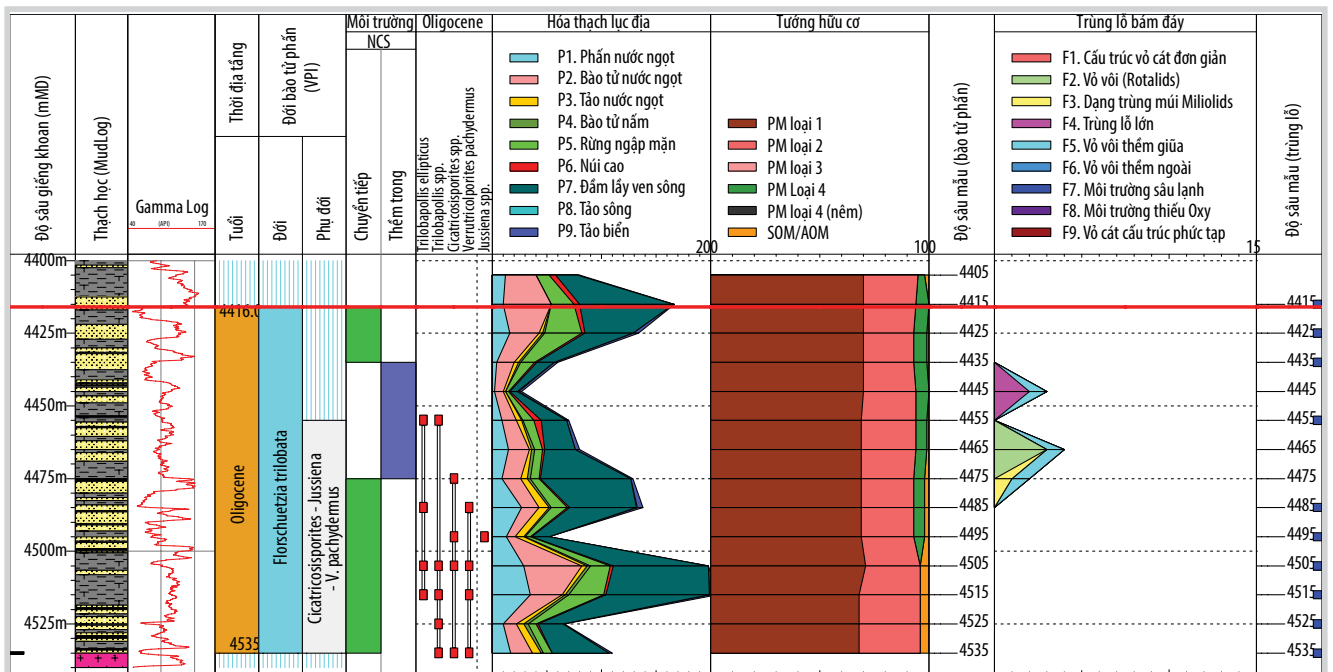 Độ sâu giếng khoan (mMD)
Thạch học (MudLog)
Gamma Log
40 (API) 170
Thời địa tầng
Tuổi
Đới bào tử phấn (VPI)
Đới
Phụ đới
Môi trường
NCS
Chuyển tiếp
Thềm trong
Oligocene
Trilobapollis ellipticus
Trilobapollis spp.
Cicatricosisporites spp.
Verrutricolporites pachydermus
Jussiena spp.
Hóa thạch lục địa
P1. Phấn nước ngọt
P2. Bào tử nước ngọt
P3. Tảo nước ngọt
P4. Bào tử nấm
P5. Rừng ngập mặn
P6. Núi cao
P7. Đầm lầy ven sông
P8. Tảo sông
P9. Tảo biển
200
Tướng hữu cơ
PM loại 1
PM loại 2
PM loại 3
PM Loại 4
PM loại 4 (nêm)
SOM/AOM
100
Độ sâu mẫu (bào tử phấn)
Trùng lỗ bám đáy
F1. Cấu trúc vỏ cát đơn giản
F2. Vỏ vôi (Rotalids)
F3. Dạng trùng múi Miliolids
F4. Trùng lỗ lớn
F5. Vỏ vôi thềm giũa
F6. Vỏ vôi thềm ngoài
F7. Môi trường sâu lạnh
F8. Môi trường thiếu Oxy
F9. Vỏ cát cấu trúc phức tạp
15
Độ sâu mẫu (trùng lỗ)
4400m
4425m
4450m
4475m
4500m
4525m
4416.0
Oligocene
4535
Florschuetzia trilobata
Cicatricosisporites - Jussiena
- V. pachydermus
4405
4415
4425
4435
4445
4455
4465
4475
4485
4495
4505
4515
4525
4535
4415
4425
4435
4445
4455
4465
4475
4485
4495
4505
4515
4525
4535